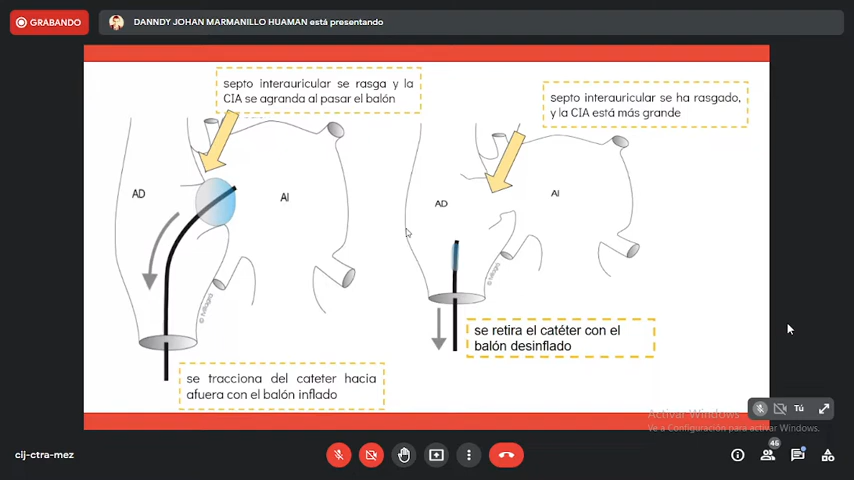 GRABANDO
DANNDY JOHAN MARMANILLO HUAMAN está presentando
septo interauricular se rasga y la
CIA se agranda al pasar el balón
septo interauricular se ha rasgado,
y la CIA está más grande
AD
AI
AD
AI
se retira el catéter con el
balón desinflado
se tracciona del cateter hacia
afuera con el balón inflado
Tú
Activar Windows
Ve a Configuración para activar Windows.
cij-ctra-mez
45